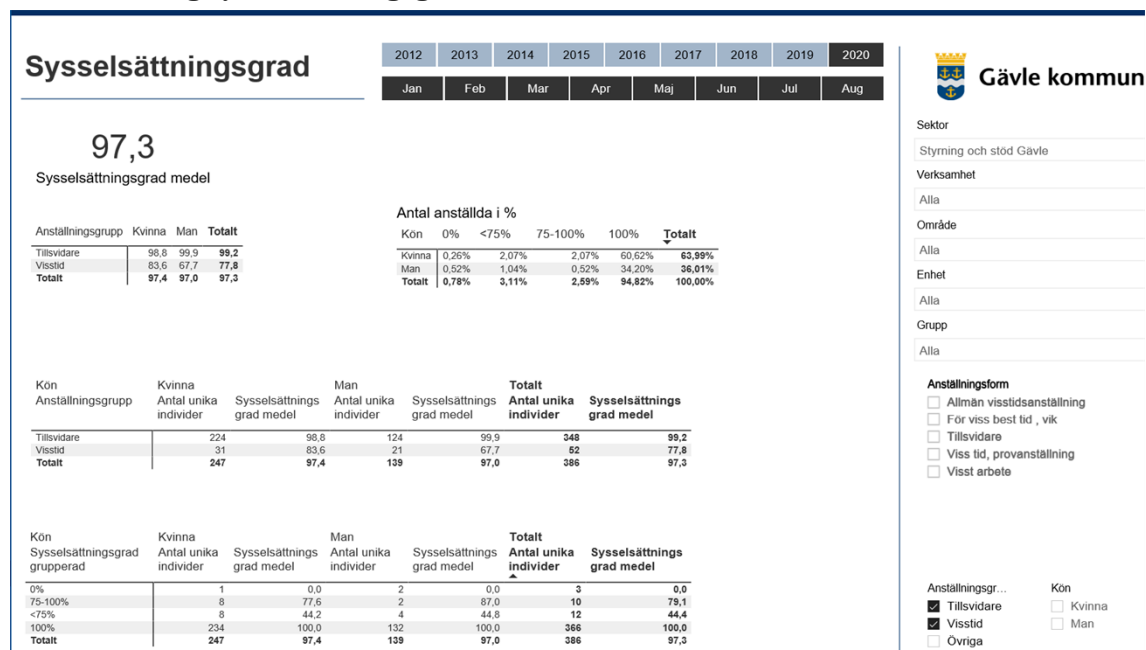 Sysselsättningsgrad
2012 2013 2014 2015 2016 2017 2018 2019 2020
Jan Feb Mar Apr Maj Jun Jul Aug
Gävle kommun
97,3
Sysselsättningsgrad medel
Anställningsgrupp Kvinna Man Totalt
Tillsvidare 98,8 99,9 99,2
Visstid 83,6 67,7 77,8
Totalt 97,4 97,0 97,3
Antal anställda i %
Kön 0% <75% 75-100% 100% Totalt
Kvinna 0,26% 2,07% 2,07% 60,62% 63,99%
Man 0,52% 1,04% 0,52% 34,20% 36,01%
Totalt 0,78% 3,11% 2,59% 94,82% 100,00%
Kön Kvinna Man Totalt
Anställningsgrupp Antal unika Sysselsättnings Antal unika Sysselsättnings Antal unika Sysselsättnings
individer grad medel individer grad medel individer grad medel
Tillsvidare 224 98,8 124 99,9 348 99,2
Visstid 31 83,6 21 67,7 52 77,8
Totalt 247 97,4 139 97,0 386 97,3
Kön Kvinna Man Totalt
Sysselsättningsgrad Antal unika Sysselsättnings Antal unika Sysselsättnings Antal unika Sysselsättnings
grupperad individer grad medel individer grad medel individer grad medel
0% 1 0,0 2 0,0 3 0,0
75-100% 8 77,6 2 87,0 10 79,1
<75% 8 44,2 4 44,8 12 44,4
100% 234 100,0 132 100,0 366 100,0
Totalt 247 97,4 139 97,0 386 97,3
Sektor
Styrning och stöd Gävle
Verksamhet
Alla
Område
Alla
Enhet
Alla
Grupp
Alla
Anställningsform
Allmän visstidsanställning
För viss best tid , vik
Tillsvidare
Viss tid, provanställning
Visst arbete
Anställningsgr... Kön
Tillsvidare Kvinna
Visstid Man
Övriga